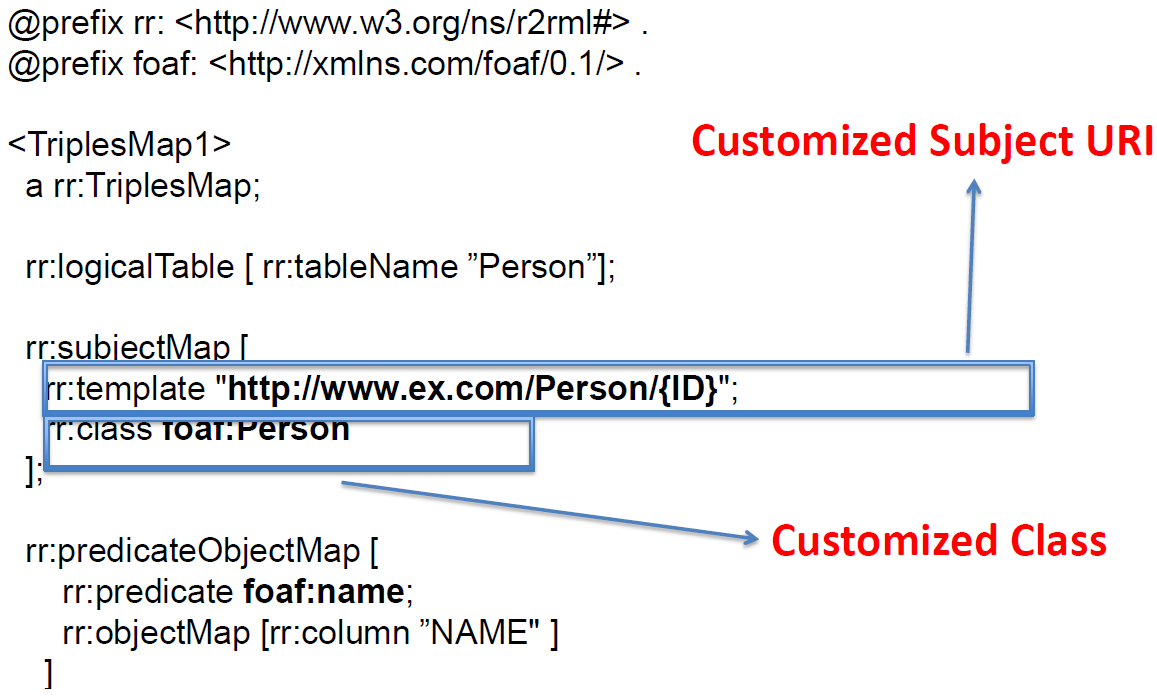 @prefix rr: <http://www.w3.org/ns/r2rml#> .
@prefix foaf: <http://xmlns.com/foaf/0.1/> .
<TriplesMap1>
a rr:TriplesMap;
Customized Subject URI
rr:logicalTable [ rr:tableName ”Person”];
rr:subjectMap [
rr:template "http://www.ex.com/Person/{ID}";
rr:class foaf:Person
];
Customized Class
rr:predicateObjectMap [
rr:predicate foaf:name;
rr:objectMap [rr:column ”NAME" ]
]